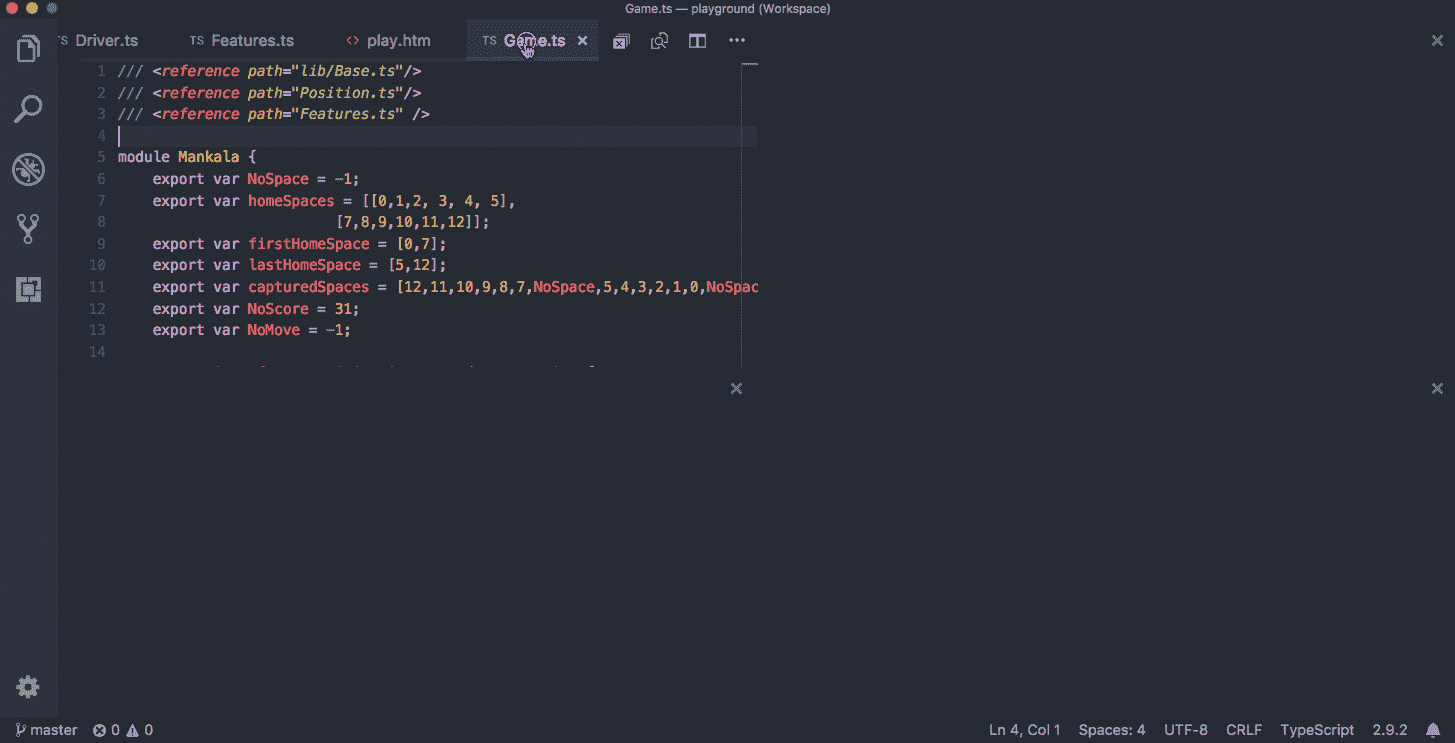 Game.ts — playground (Workspace)
TS Driver.ts TS Features.ts <> play.htm TS Game.ts
1 /// <reference path="lib/Base.ts"/>
2 /// <reference path="Position.ts"/>
3 /// <reference path="Features.ts" />
4
5 module Mankala {
6 export var NoSpace = -1;
7 export var homeSpaces = [[0,1,2, 3, 4, 5],
8 [7,8,9,10,11,12]];
9 export var firstHomeSpace = [0,7];
10 export var lastHomeSpace = [5,12];
11 export var capturedSpaces = [12,11,10,9,8,7,NoSpace,5,4,3,2,1,0,NoSpac
12 export var NoScore = 31;
13 export var NoMove = -1;
14
master 0 0 Ln 4, Col 1 Spaces: 4 UTF-8 CRLF TypeScript 2.9.2